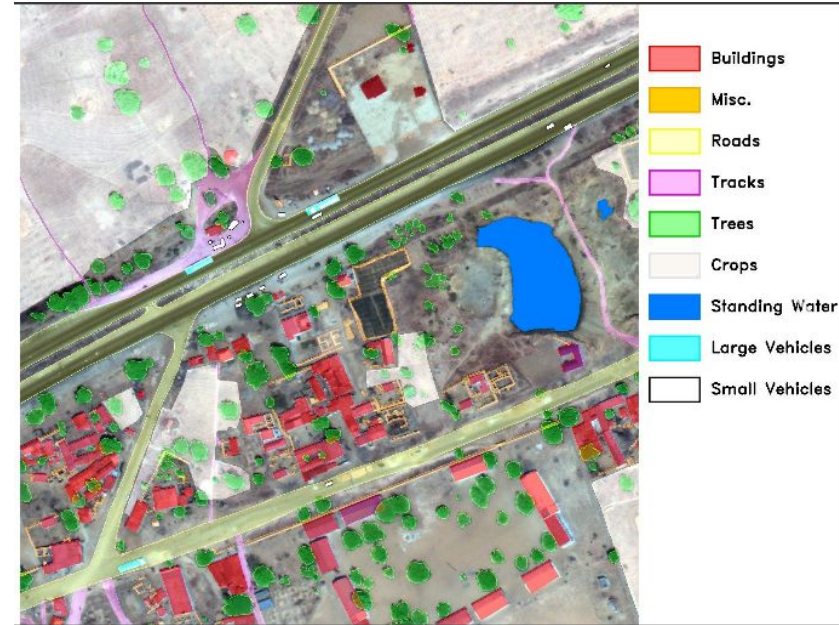 Buildings
Misc.
Roads
Tracks
Trees
Crops
Standing Water
Large Vehicles
Small Vehicles